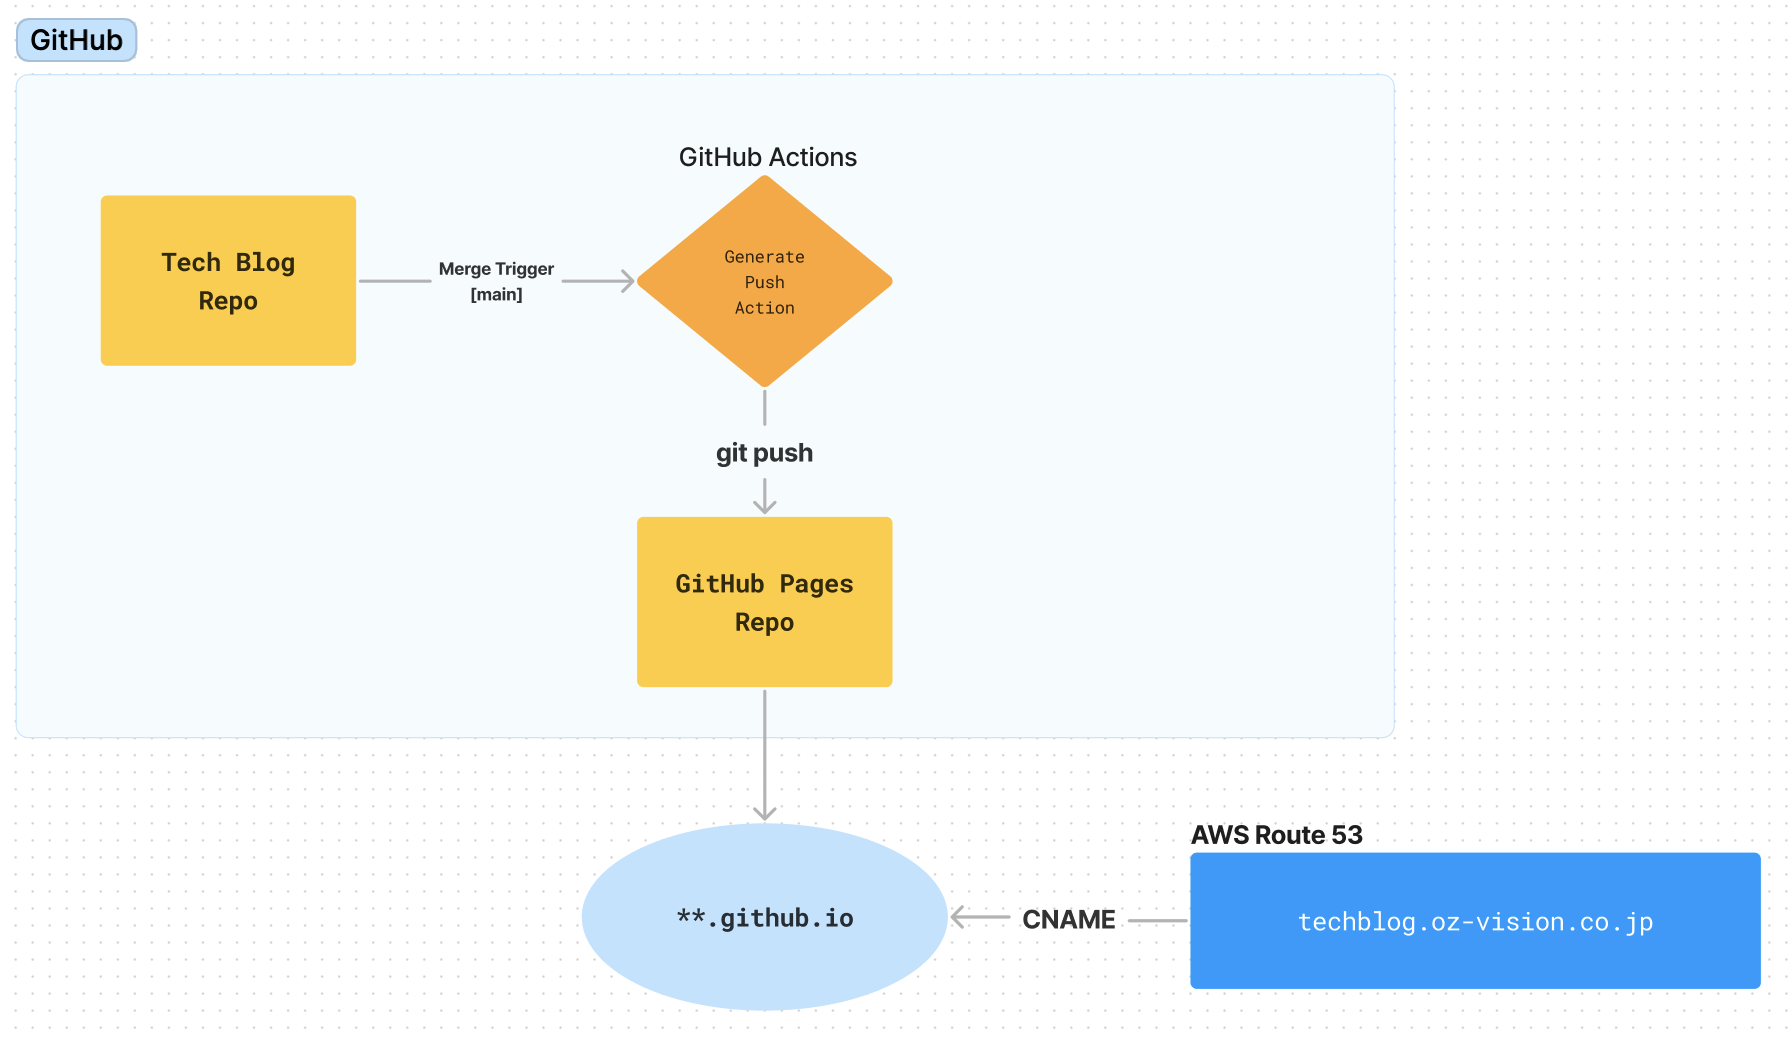 GitHub
GitHub Actions
Tech Blog
Repo
Merge Trigger
[main]
Generate
Push
Action
git push
GitHub Pages
Repo
**.github.io
CNAME
AWS Route 53
techblog.oz-vision.co.jp